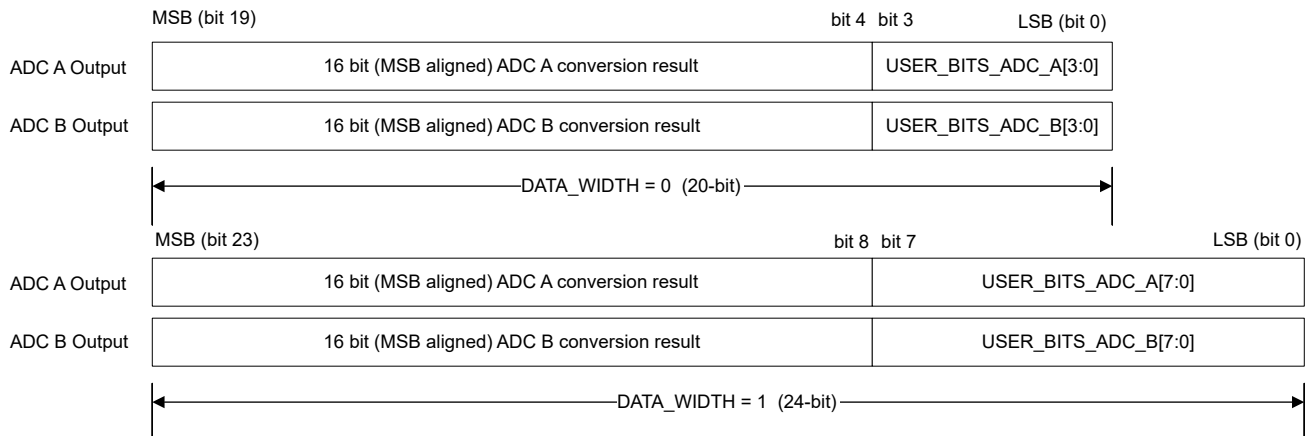 MSB (bit 19) bit 4 bit 3 LSB (bit 0)
ADC A Output 16 bit (MSB aligned) ADC A conversion result USER_BITS_ADC_A[3:0]
ADC B Output 16 bit (MSB aligned) ADC B conversion result USER_BITS_ADC_B[3:0]
DATA_WIDTH = 0 (20-bit)
MSB (bit 23) bit 8 bit 7 LSB (bit 0)
ADC A Output 16 bit (MSB aligned) ADC A conversion result USER_BITS_ADC_A[7:0]
ADC B Output 16 bit (MSB aligned) ADC B conversion result USER_BITS_ADC_B[7:0]
DATA_WIDTH = 1 (24-bit)